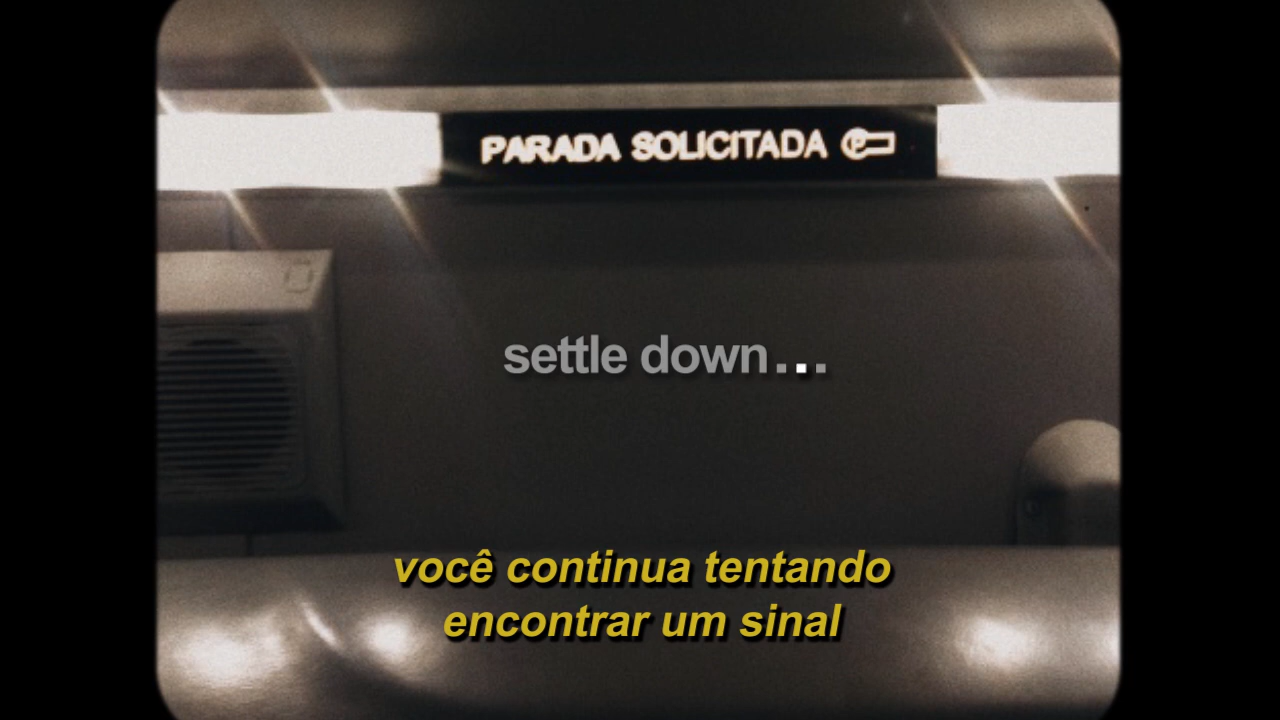 PARADA SOLICITADA
settle down...
você continua tentando
encontrar um sinal